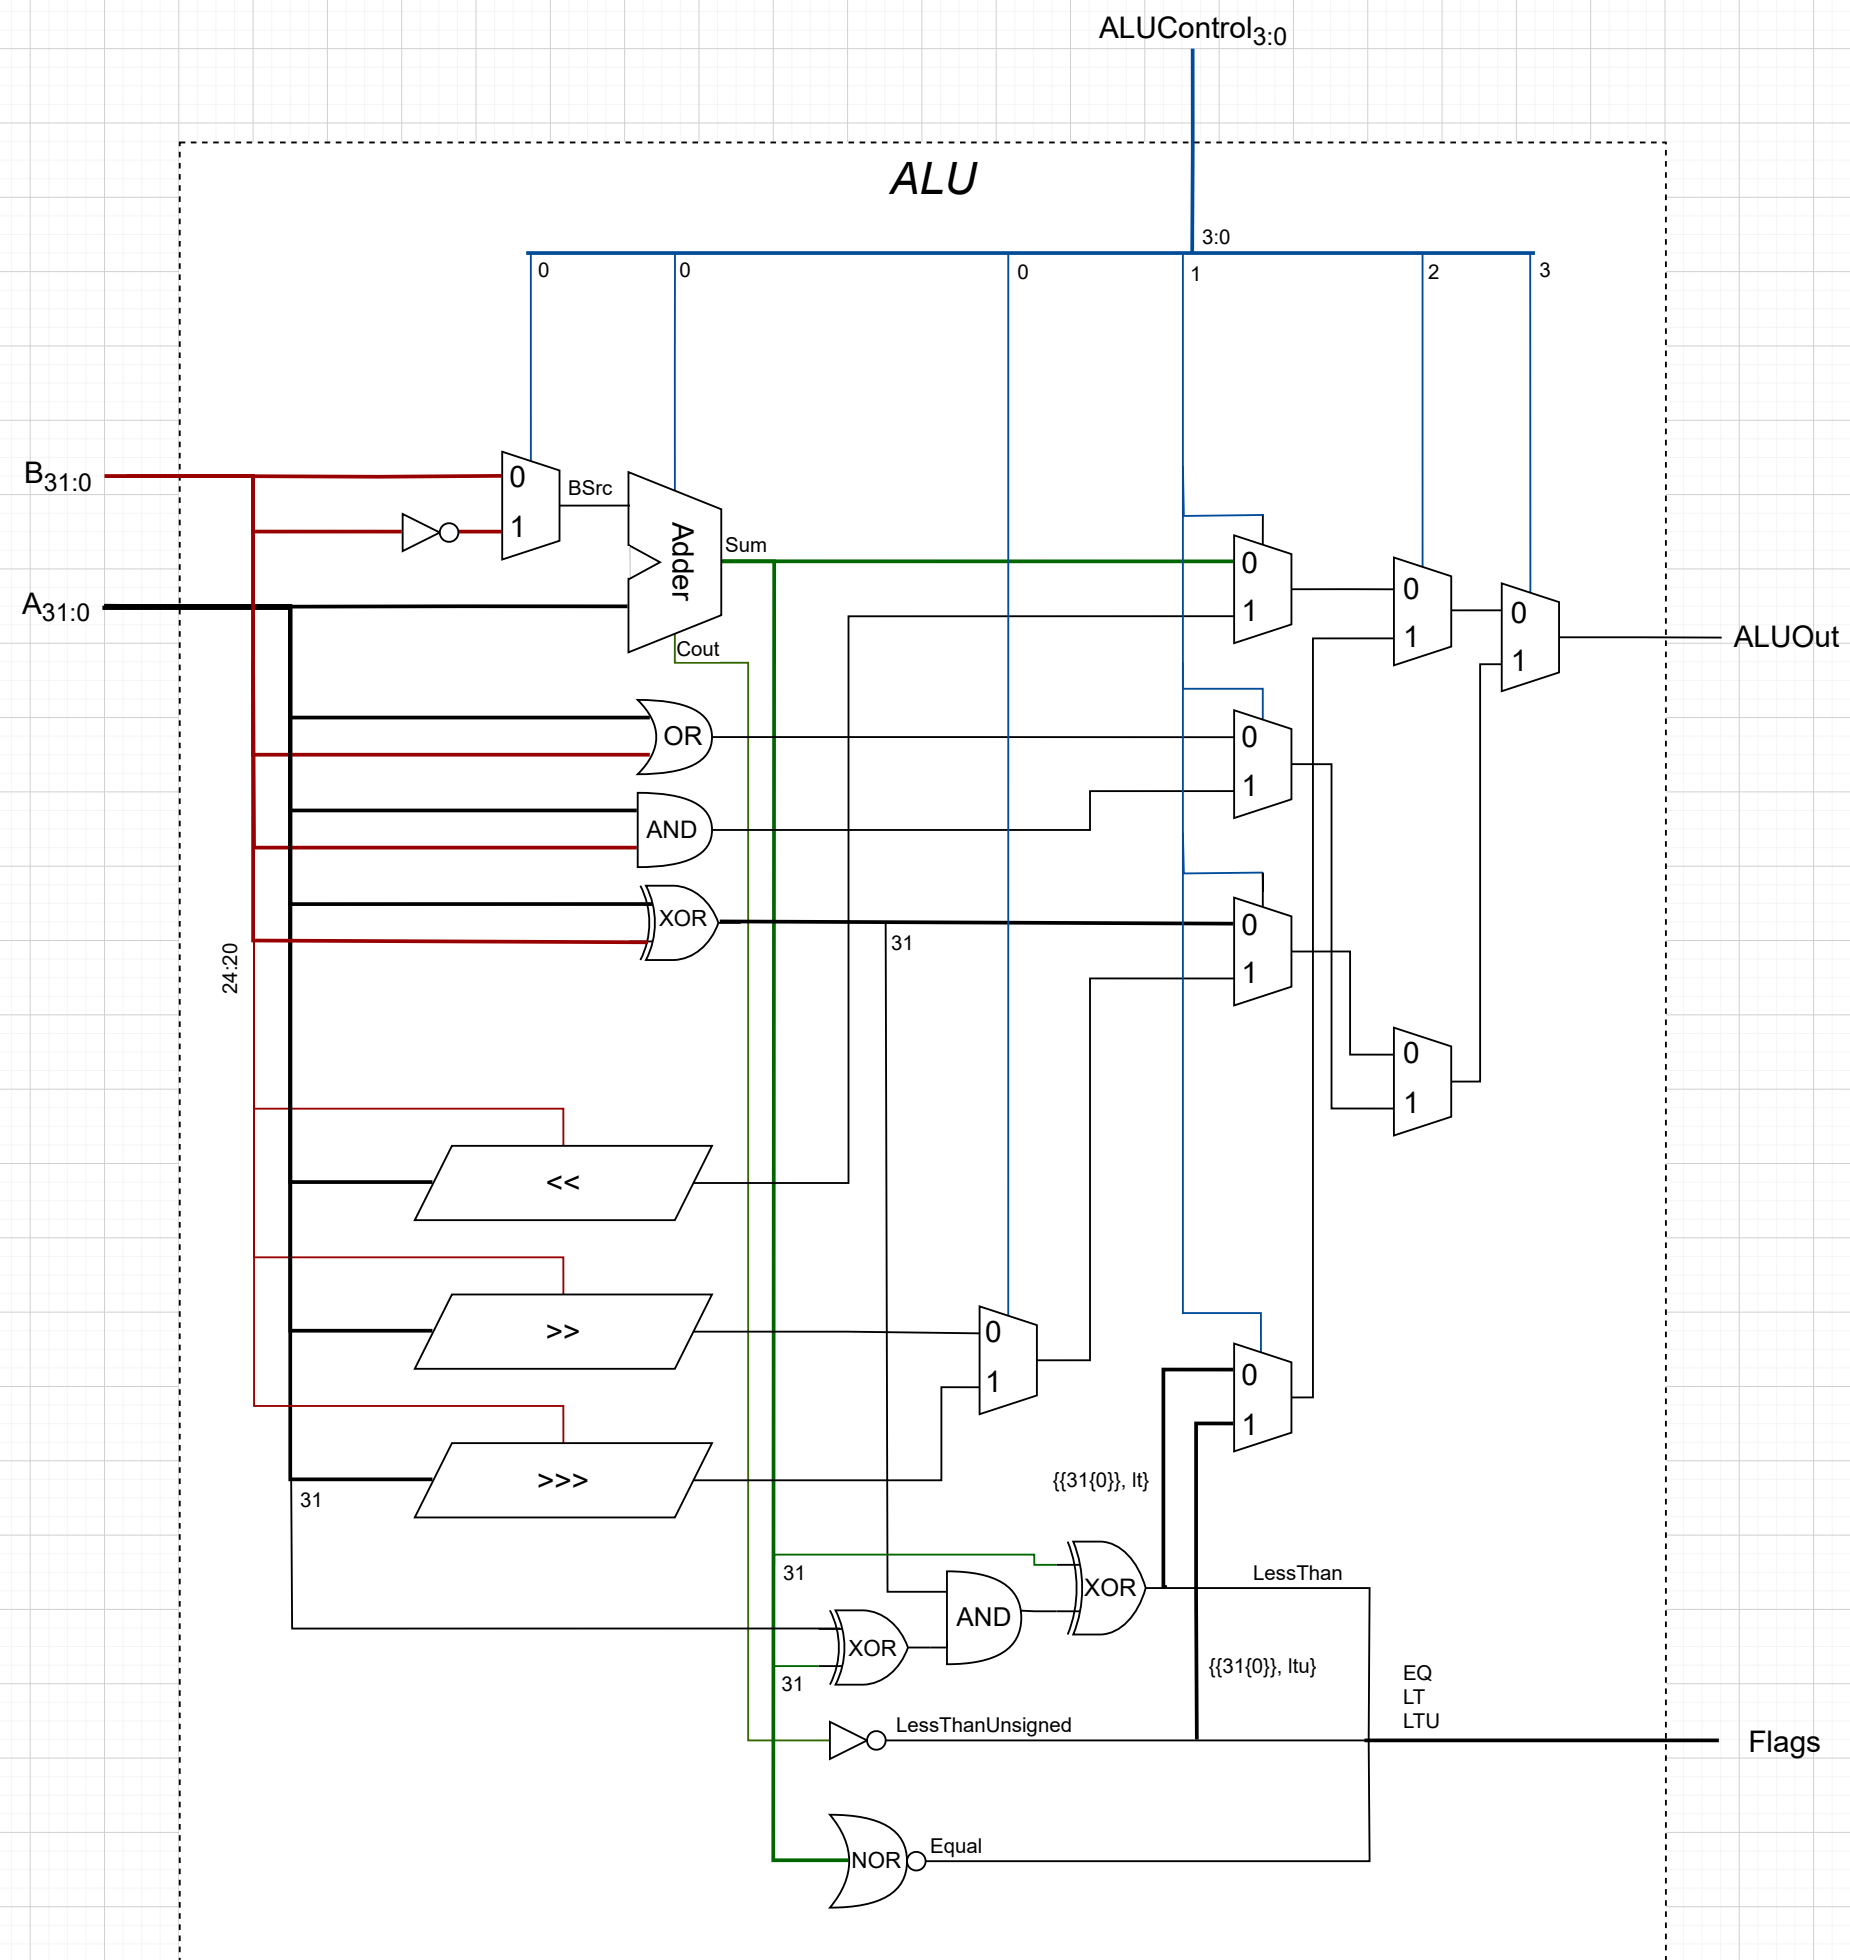 ALUControl3:0
ALU
3:0
0
0
0
1
2
3
B31:0
0
1
BSrc
Adder
Sum
Cout
A31:0
0
1
0
1
0
1
ALUOut
OR
0
1
AND
XOR
31
0
1
24:20
0
1
<<
>>
0
1
>>>
31
0
1
{{31{0}}, lt}
31
XOR
LessThan
AND
XOR
31
{{31{0}}, ltu}
EQ
LT
LTU
LessThanUnsigned
Flags
NOR
Equal